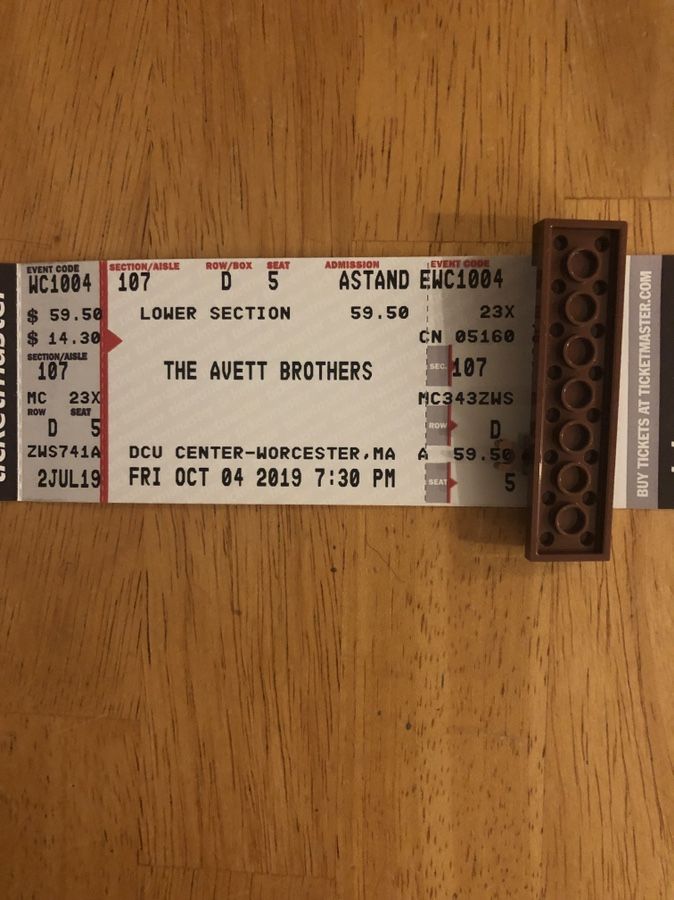 ticketmaster
EVENT CODE
WC1004
$ 59.50
$ 14.30
SECTION/AISLE
107
MC 23X
ROW SEAT
D 5
ZWS741A
2JUL19
SECTION/AISLE ROW/BOX SEAT ADMISSION
107 D 5 ASTAND
LOWER SECTION 59.50
THE AVETT BROTHERS
DCU CENTER-WORCESTER,MA
FRI OCT 04 2019 7:30 PM
EVENT CODE
EWC1004
23X
CN 05160
SEC. 107
MC343ZWS
ROW D
A 59.50
SEAT 5
BUY TICKETS AT TICKETMASTER.COM